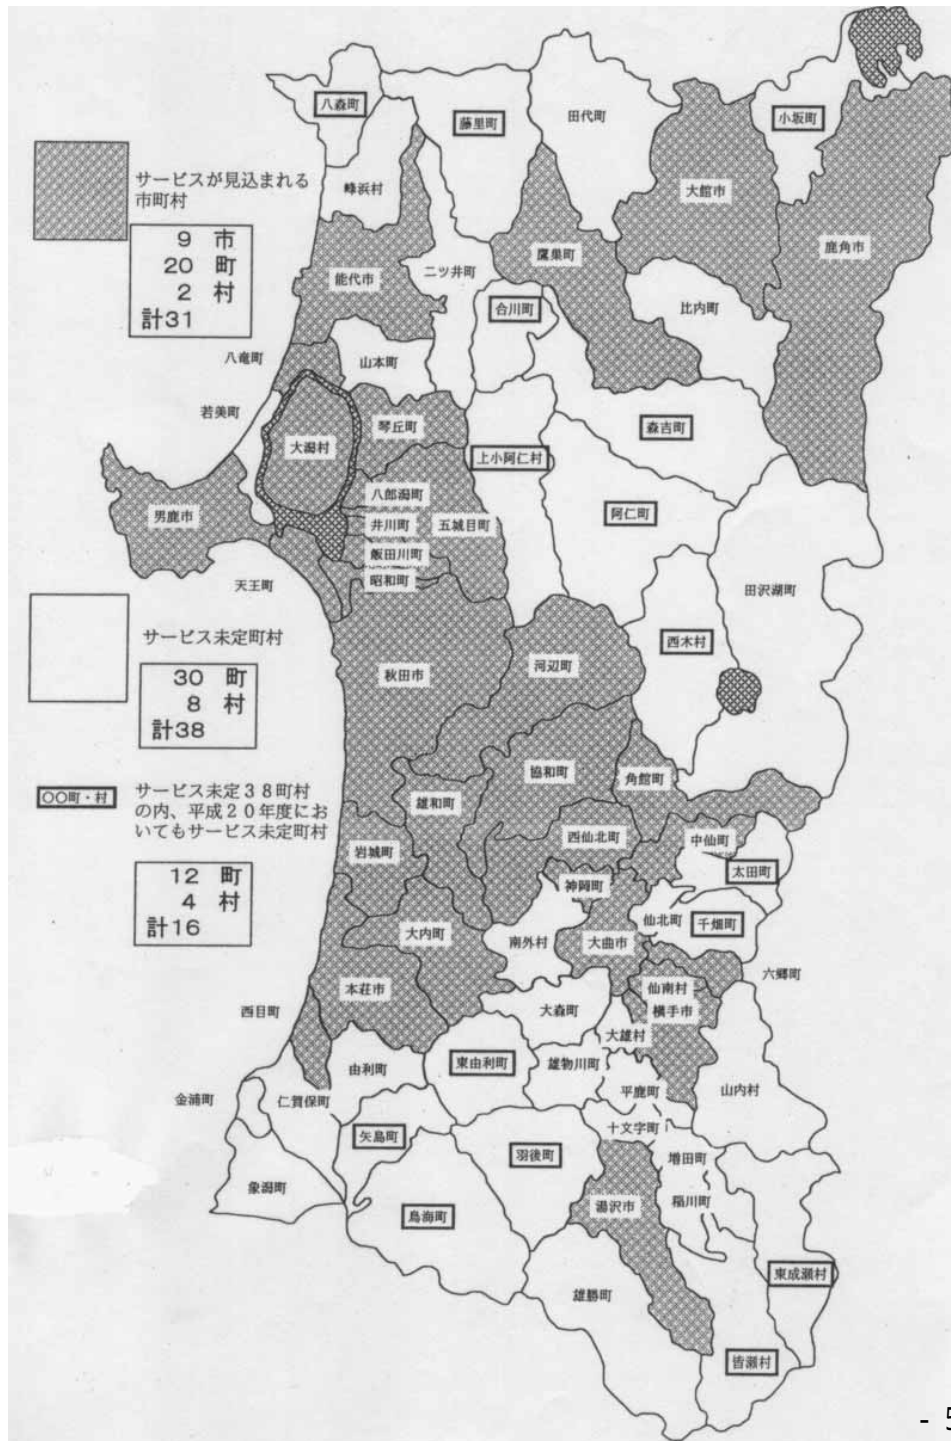 八森町
藤里町
田代町
小坂町
峰浜村
大館市
鹿角市
サービスが見込まれる
市町村
9 市
20 町
2 村
計31
能代市
二ツ井町
鷹巣町
合川町
比内町
八竜町
山本町
若美町
大潟村
琴丘町
森吉町
上小阿仁村
八郎潟町
男鹿市
井川町
五城目町
阿仁町
飯田川町
天王町
昭和町
田沢湖町
サービス未定町村
30 町
8 村
計38
秋田市
河辺町
西木村
協和町
角館町
○○町・村
サービス未定38町村
の内、平成20年度にお
いてもサービス未定町村
12 町
4 村
計16
雄和町
岩城町
西仙北町
中仙町
太田町
神岡町
大内町
南外村
大曲市
仙北町
千畑町
本荘市
仙南村
六郷町
西目町
大森町
横手市
大雄村
由利町
東由利町
雄物川町
平鹿町
山内村
金浦町
仁賀保町
矢島町
十文字町
羽後町
増田町
象潟町
鳥海町
湯沢市
稲川町
東成瀬村
雄勝町
皆瀬村
- 5